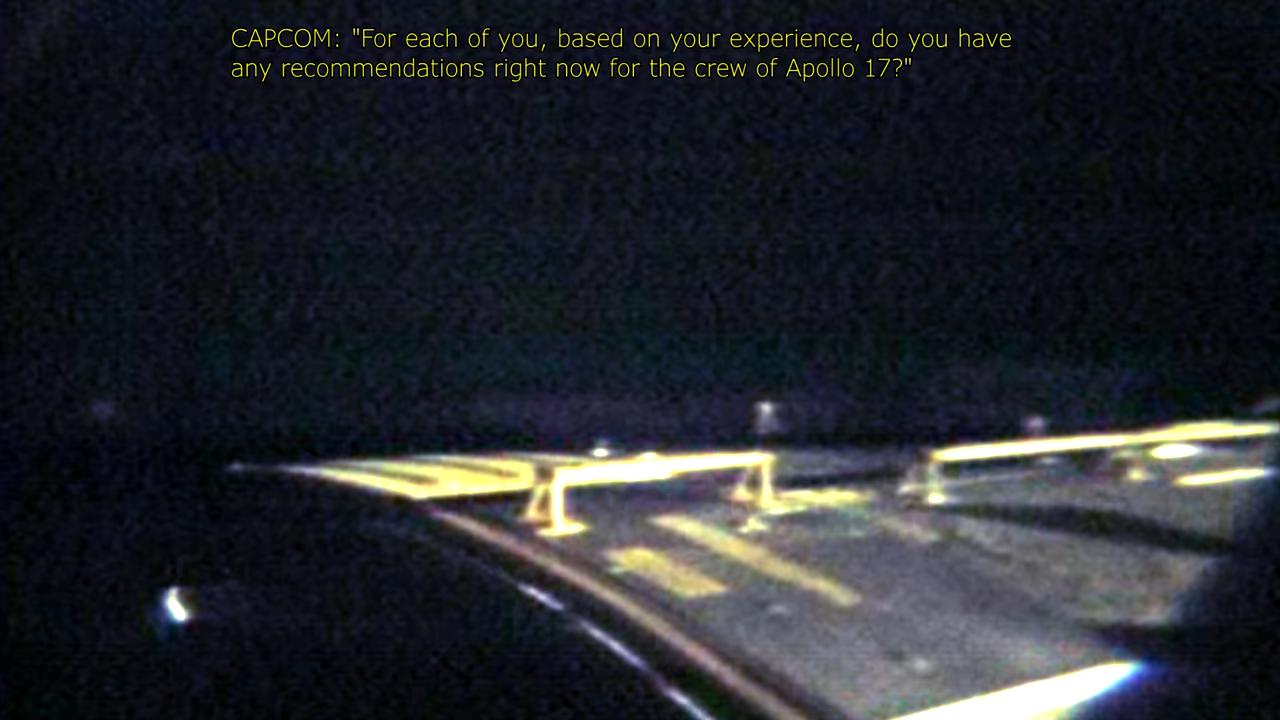 CAPCOM: "For each of you, based on your experience, do you have
any recommendations right now for the crew of Apollo 17?"